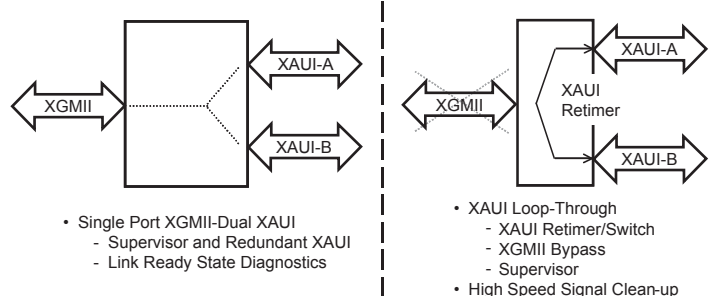 XGMII
XAUI-A
XAUI-B
• Single Port XGMII-Dual XAUI
- Supervisor and Redundant XAUI
- Link Ready State Diagnostics
XGMII
XAUI
Retimer
XAUI-A
XAUI-B
• XAUI Loop-Through
- XAUI Retimer/Switch
- XGMII Bypass
- Supervisor
• High Speed Signal Clean-up